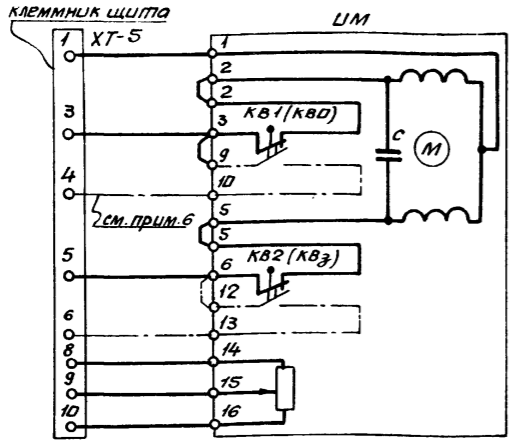 клеммник щита
ИМ
1 ХТ-5 1
2
2
3 3 КВ1 (КВО)
9
4 10
см. прим. 6
С М
5
5
5 6 КВ2 (КВз)
12
6 13
8 14
9 15
10 16